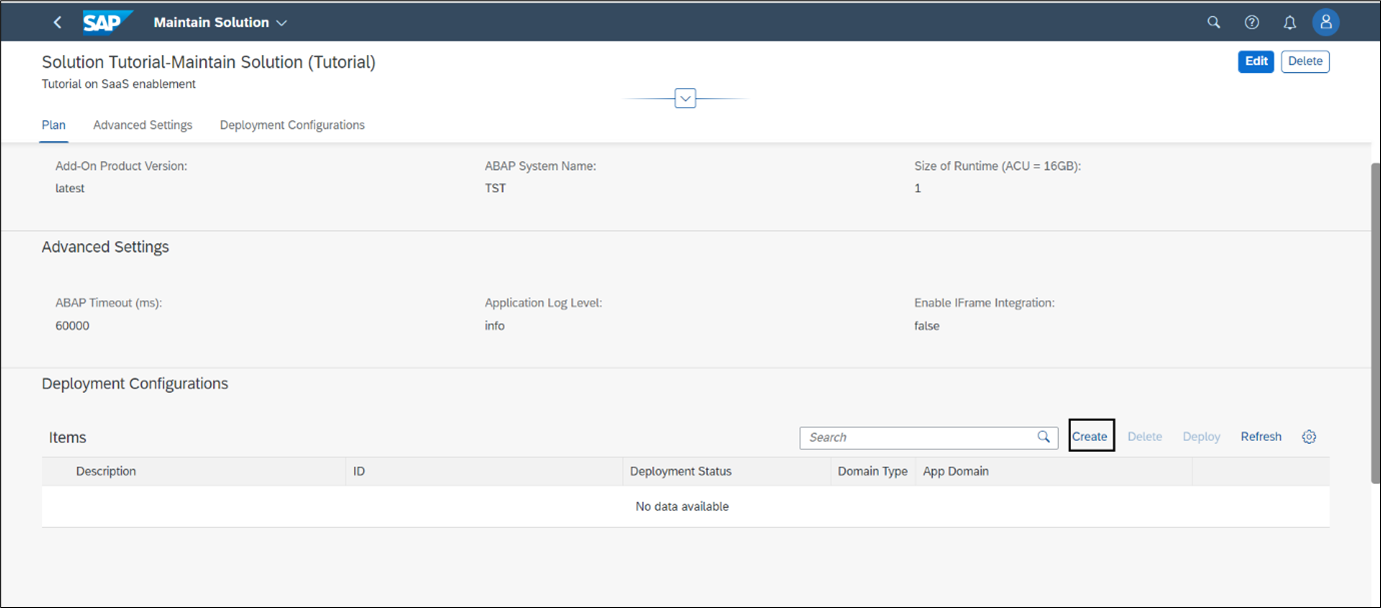 SAP Maintain Solution
Solution Tutorial-Maintain Solution (Tutorial)
Edit Delete
Tutorial on SaaS enablement
Plan Advanced Settings Deployment Configurations
Add-On Product Version: ABAP System Name: Size of Runtime (ACU = 16GB):
latest TST 1
Advanced Settings
ABAP Timeout (ms): Application Log Level: Enable IFrame Integration:
60000 info false
Deployment Configurations
Items Search Create Delete Deploy Refresh
Description ID Deployment Status Domain Type App Domain
No data available